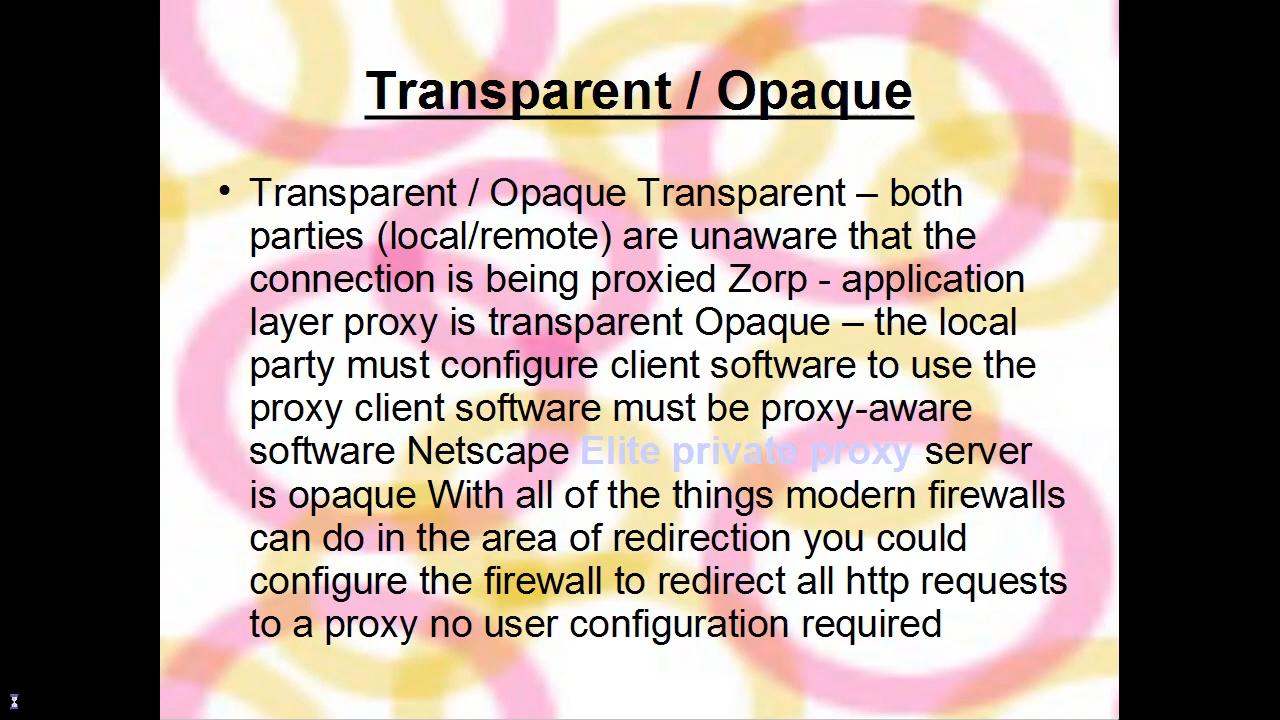 Transparent / Opaque
• Transparent / Opaque Transparent – both
parties (local/remote) are unaware that the
connection is being proxied Zorp - application
layer proxy is transparent Opaque – the local
party must configure client software to use the
proxy client software must be proxy-aware
software Netscape Elite private proxy server
is opaque With all of the things modern firewalls
can do in the area of redirection you could
configure the firewall to redirect all http requests
to a proxy no user configuration required